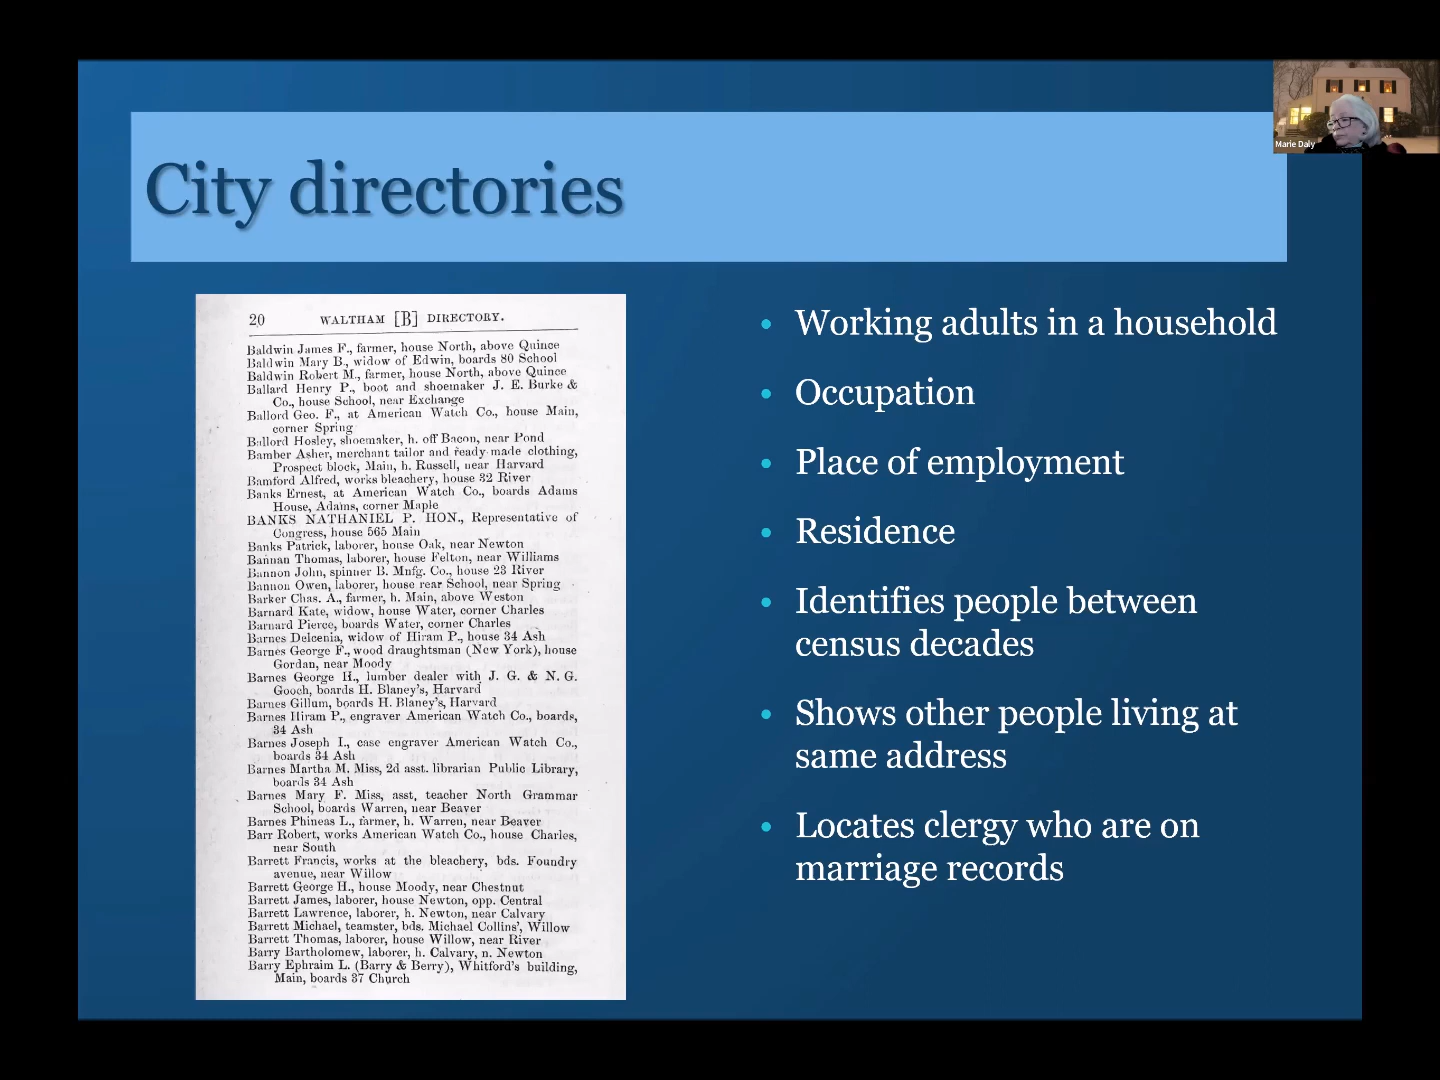 Marie Daly
City directories
20 WALTHAM [B] DIRECTORY.
Baldwin James F., farmer, house North, above Quince
Baldwin Mary B., widow of Edwin, boards 80 School
Baldwin Robert M., farmer, house North, above Quince
Ballard Henry P., boot and shoemaker J. E. Burke &
Co., house School, near Exchange
Ballord Geo. F., at American Watch Co., house Main,
corner Spring
Ballord Hosley, shoemaker, h. off Bacon, near Pond
Bamber Asher, merchant tailor and ready-made clothing,
Prospect block, Main, h. Russell, near Harvard
Bamford Alfred, works bleachery, house 32 River
Banks Ernest, at American Watch Co., boards Adams
House, Adams, corner Maple
BANKS NATHANIEL P. HON., Representative of
Congress, house 565 Main
Banks Patrick, laborer, house Oak, near Newton
Bannan Thomas, laborer, house Felton, near Williams
Bannon John, spinner B. Mnfg. Co., house 23 River
Bannon Owen, laborer, house rear School, near Spring
Barker Chas. A., farmer, h. Main, above Weston
Barnard Kate, widow, house Water, corner Charles
Barnard Pierce, boards Water, corner Charles
Barnes Delcenia, widow of Hiram P., house 34 Ash
Barnes George F., wood draughtsman (New York), house
Gordan, near Moody
Barnes George H., lumber dealer with J. G. & N. G.
Gooch, boards H. Blaney's, Harvard
Barnes Gillum, boards H. Blaney's, Harvard
Barnes Hiram P., engraver American Watch Co., boards,
34 Ash
Barnes Joseph I., case engraver American Watch Co.,
boards 34 Ash
Barnes Martha M. Miss, 2d asst. librarian Public Library,
boards 34 Ash
Barnes Mary F. Miss, asst. teacher North Grammar
School, boards Warren, near Beaver
Barnes Phineas L., farmer, h. Warren, near Beaver
Barr Robert, works American Watch Co., house Charles,
near South
Barrett Francis, works at the bleachery, bds. Foundry
avenue, near Willow
Barrett George H., house Moody, near Chestnut
Barrett James, laborer, house Newton, opp. Central
Barrett Lawrence, laborer, h. Newton, near Calvary
Barrett Michael, teamster, bds. Michael Collins', Willow
Barrett Thomas, laborer, house Willow, near River
Barry Bartholomew, laborer, h. Calvary, n. Newton
Barry Ephraim L. (Barry & Berry), Whitford's building,
Main, boards 37 Church
• Working adults in a household
• Occupation
• Place of employment
• Residence
• Identifies people between
census decades
• Shows other people living at
same address
• Locates clergy who are on
marriage records